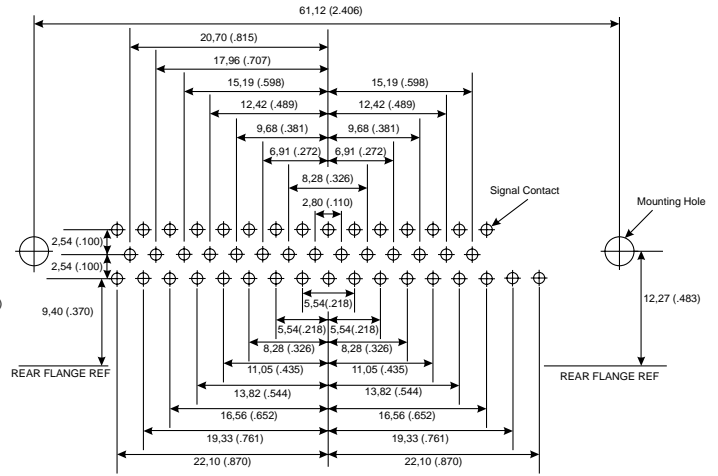 61,12 (2.406)
20,70 (.815)
17,96 (.707)
15,19 (.598) 15,19 (.598)
12,42 (.489) 12,42 (.489)
9,68 (.381) 9,68 (.381)
6,91 (.272) 6,91 (.272)
8,28 (.326)
Signal Contact
2,80 (.110)
Mounting Hole
2,54 (.100)
2,54 (.100)
)
9,40 (.370)
5,54(.218)
12,27 (.483)
5,54(.218) 5,54(.218)
8,28 (.326) 8,28 (.326)
REAR FLANGE REF 11,05 (.435) 11,05 (.435) REAR FLANGE REF
13,82 (.544) 13,82 (.544)
16,56 (.652) 16,56 (.652)
19,33 (.761) 19,33 (.761)
22,10 (.870) 22,10 (.870)